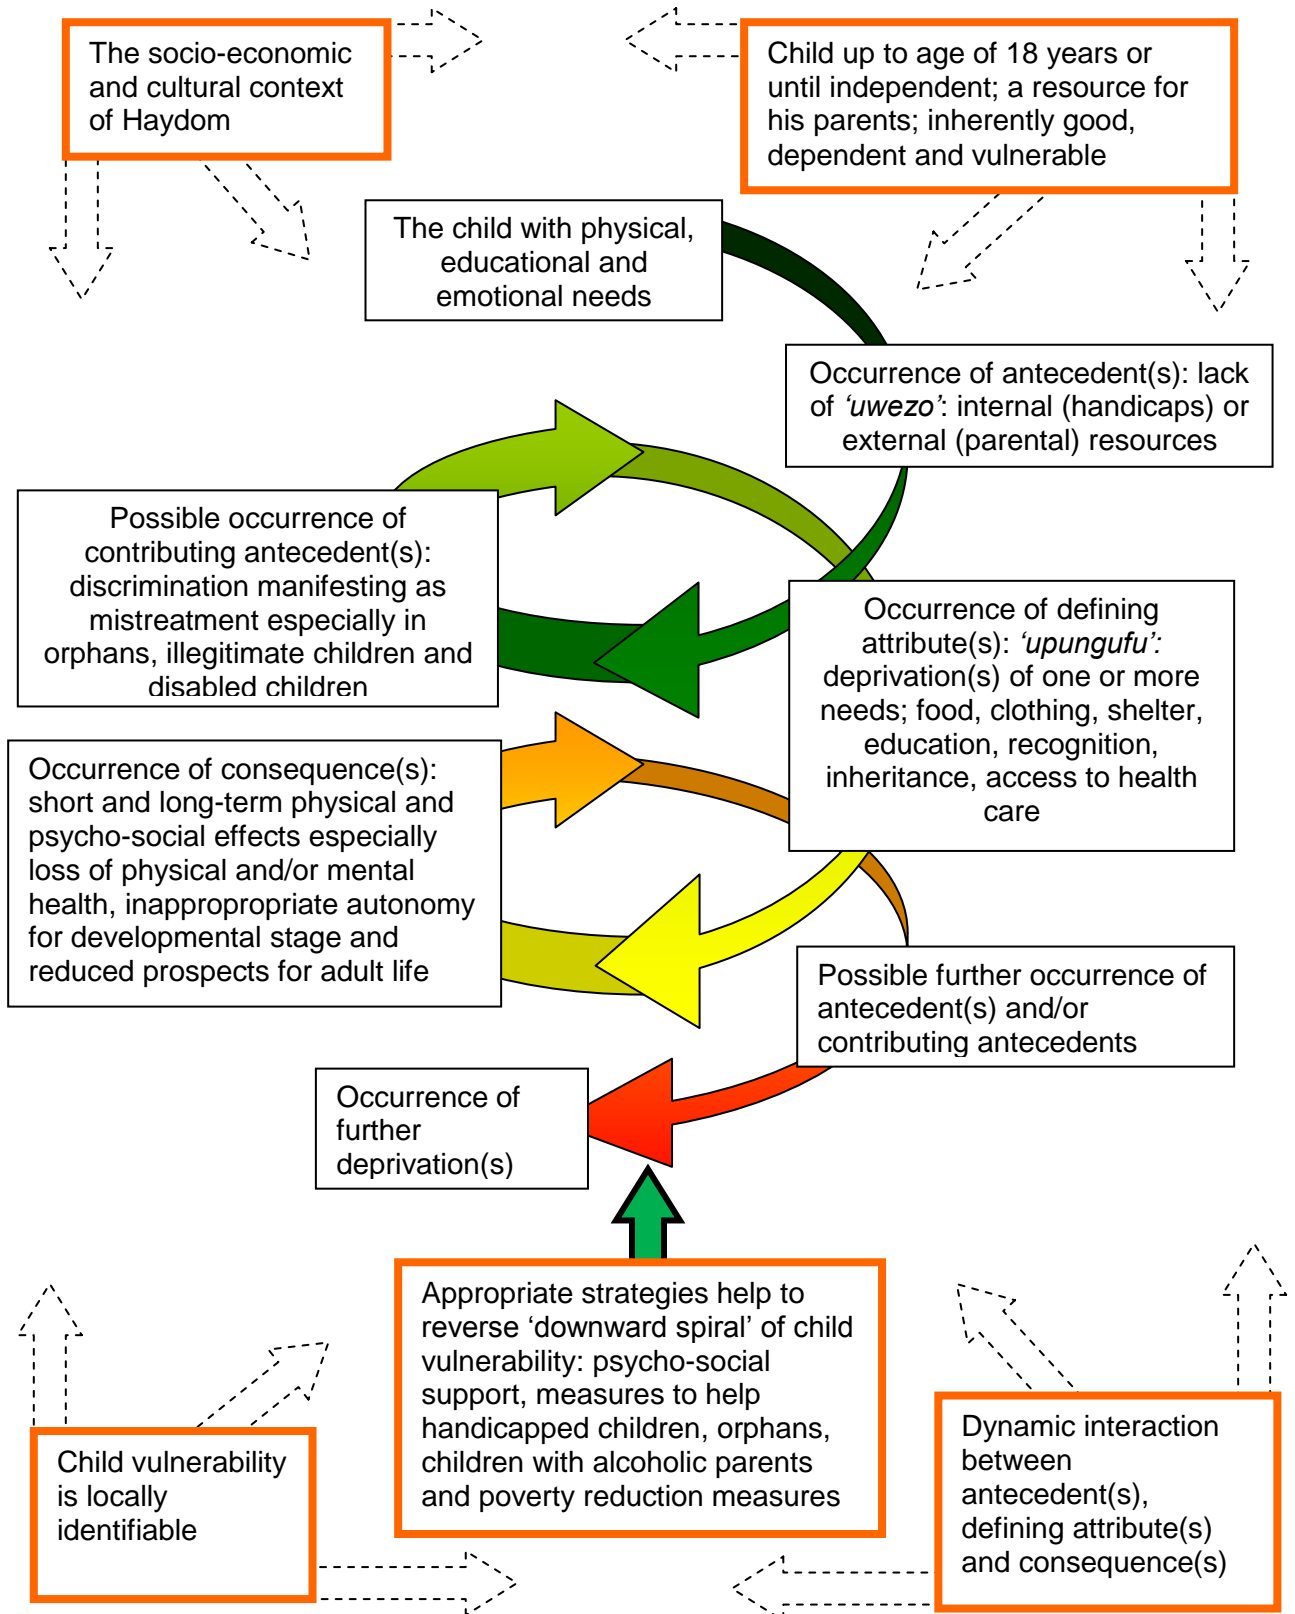 The socio-economic
and cultural context
of Haydom
Child up to age of 18 years or
until independent; a resource for
his parents; inherently good,
dependent and vulnerable
The child with physical,
educational and
emotional needs
Occurrence of antecedent(s): lack
of ‘uwezo’: internal (handicaps) or
external (parental) resources
Possible occurrence of
contributing antecedent(s):
discrimination manifesting as
mistreatment especially in
orphans, illegitimate children and
disabled children
Occurrence of defining
attribute(s): ‘upungufu’:
deprivation(s) of one or more
needs; food, clothing, shelter,
education, recognition,
inheritance, access to health
care
Occurrence of consequence(s):
short and long-term physical and
psycho-social effects especially
loss of physical and/or mental
health, inappropropriate autonomy
for developmental stage and
reduced prospects for adult life
Possible further occurrence of
antecedent(s) and/or
contributing antecedents
Occurrence of
further
deprivation(s)
Appropriate strategies help to
reverse ‘downward spiral’ of child
vulnerability: psycho-social
support, measures to help
handicapped children, orphans,
children with alcoholic parents
and poverty reduction measures
Child vulnerability
is locally
identifiable
Dynamic interaction
between
antecedent(s),
defining attribute(s)
and consequence(s)